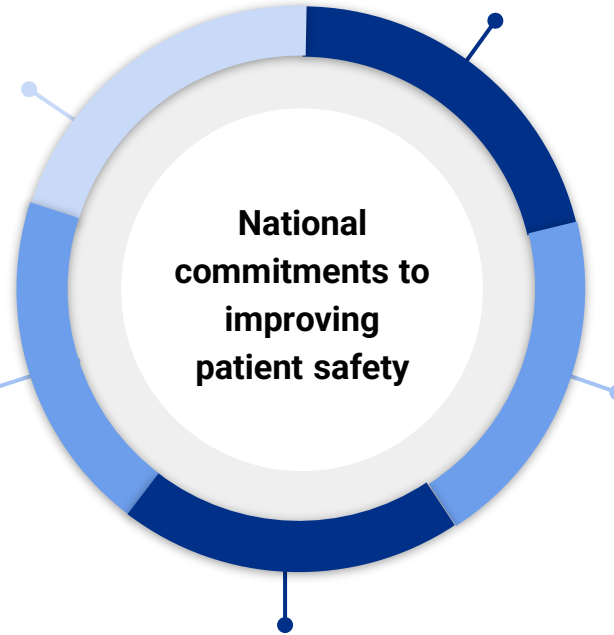 National
commitments to
improving
patient safety